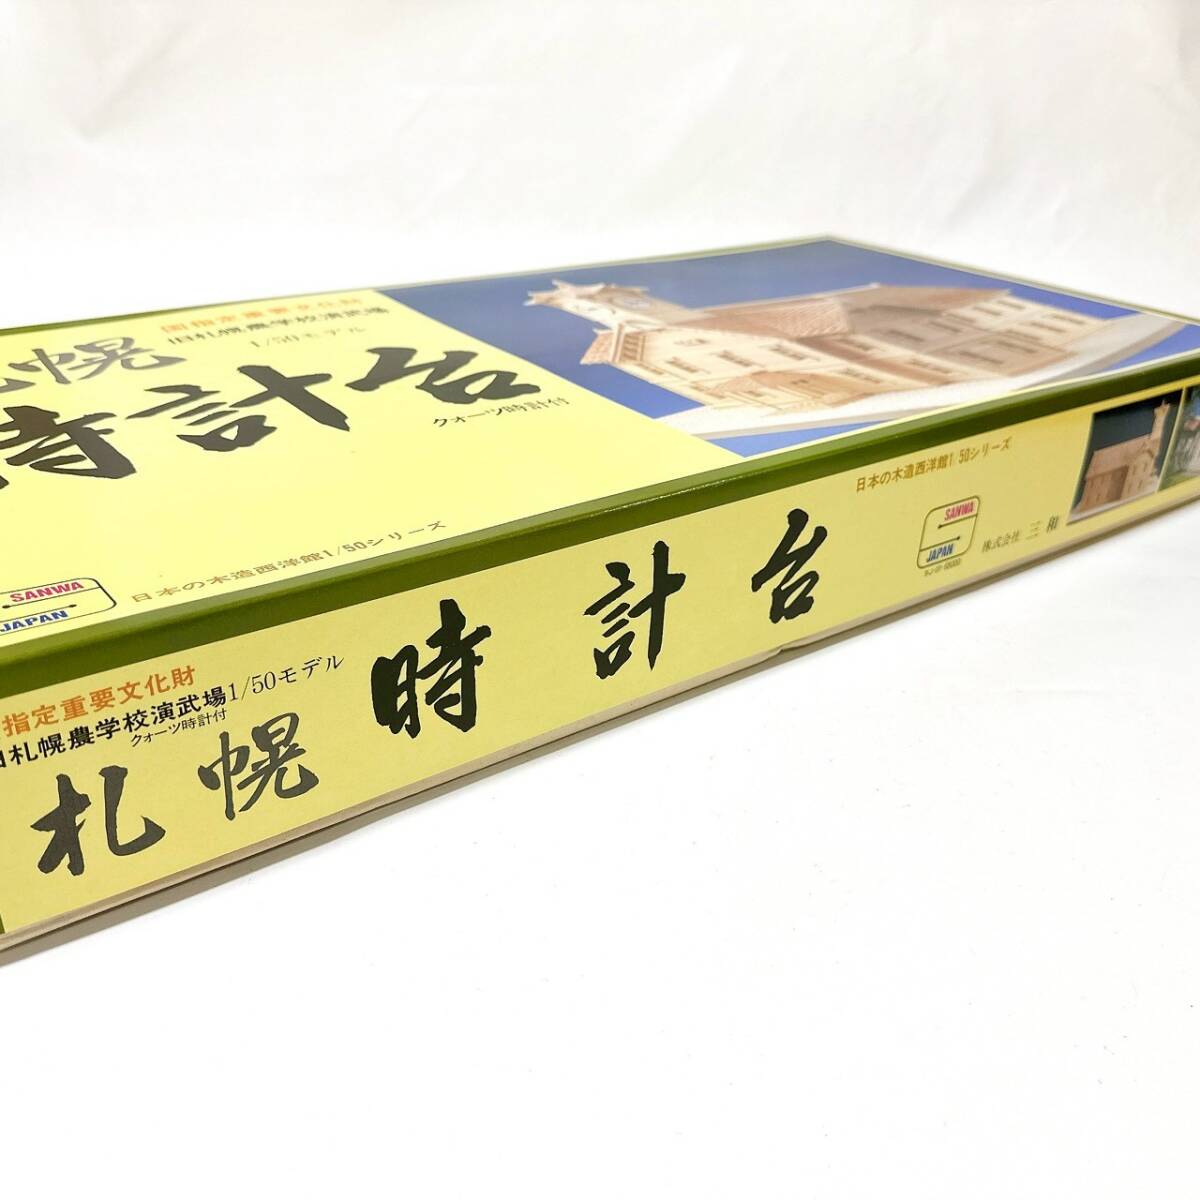 国指定重要文化財
旧札幌農学校演武場
1/50モデル
幌
時計台
クォーツ時計付
日本の木造西洋館1/50シリーズ
SANWA
JAPAN
指定重要文化財
旧札幌農学校演武場1/50モデル
クォーツ時計付
札幌時計台
日本の木造西洋館1/50シリーズ
SANWA
JAPAN
株式会社 三和